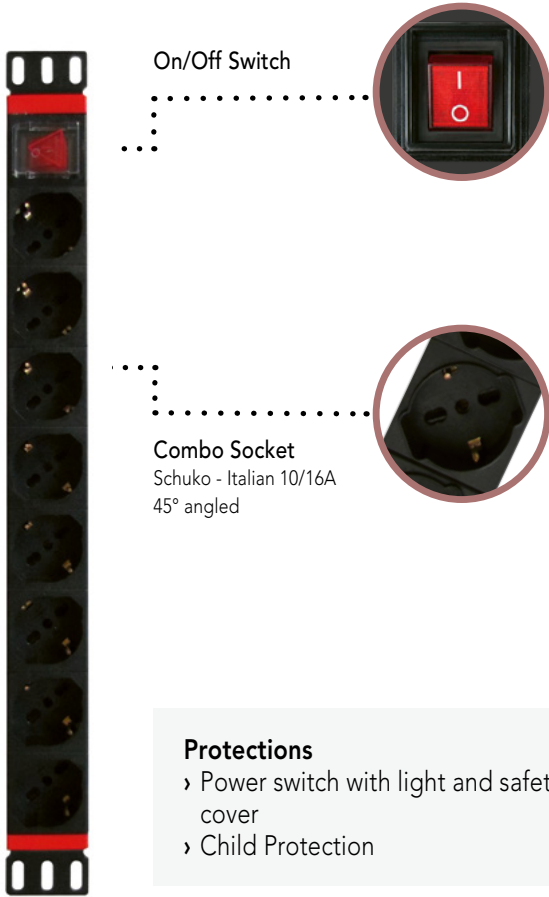 On/Off Switch
Combo Socket
Schuko - Italian 10/16A
45° angled
Protections
› Power switch with light and safet
cover
› Child Protection